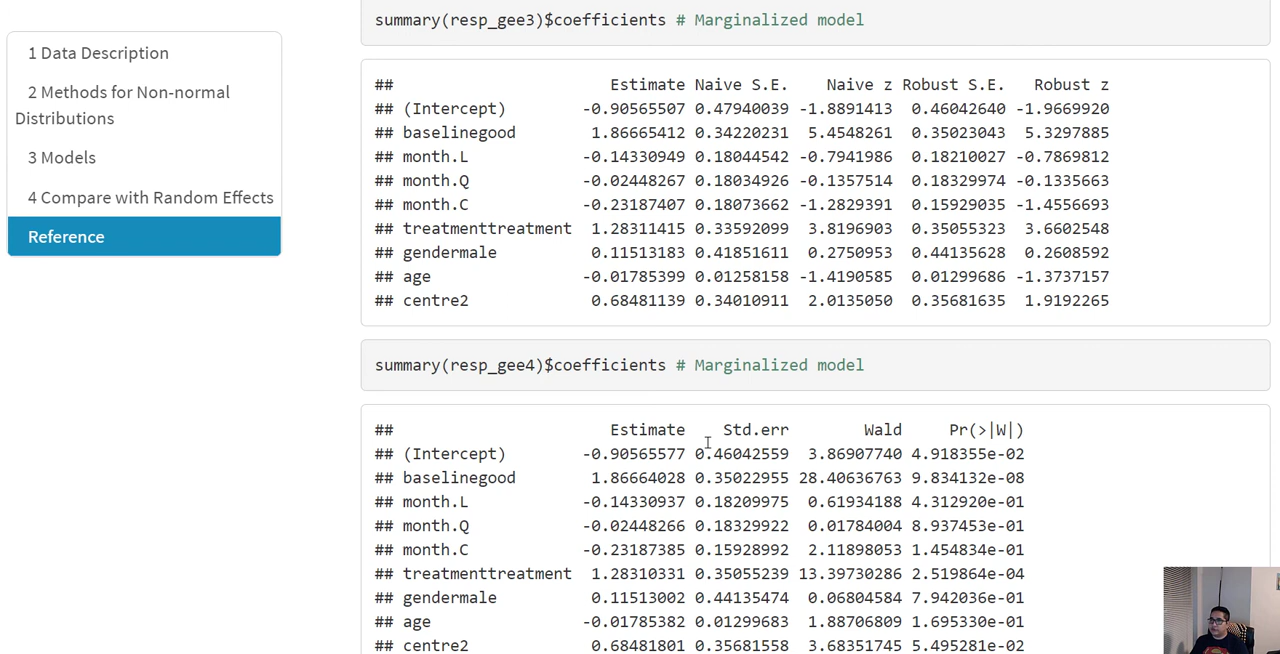 1 Data Description
2 Methods for Non-normal
Distributions
3 Models
4 Compare with Random Effects
Reference
summary(resp_gee3)$coefficients # Marginalized model
## Estimate Naive S.E. Naive z Robust S.E. Robust z
## (Intercept) -0.90565507 0.47940039 -1.8891413 0.46042640 -1.9669920
## baselinegood 1.86665412 0.34220231 5.4548261 0.35023043 5.3297885
## month.L -0.14330949 0.18044542 -0.7941986 0.18210027 -0.7869812
## month.Q -0.02448267 0.18034926 -0.1357514 0.18329974 -0.1335663
## month.C -0.23187407 0.18073662 -1.2829391 0.15929035 -1.4556693
## treatmenttreatment 1.28311415 0.33592099 3.8196903 0.35055323 3.6602548
## gendermale 0.11513183 0.41851611 0.2750953 0.44135628 0.2608592
## age -0.01785399 0.01258158 -1.4190585 0.01299686 -1.3737157
## centre2 0.68481139 0.34010911 2.0135050 0.35681635 1.9192265
summary(resp_gee4)$coefficients # Marginalized model
## Estimate Std.err Wald Pr(>|W|)
## (Intercept) -0.90565577 0.46042559 3.86907740 4.918355e-02
## baselinegood 1.86664028 0.35022955 28.40636763 9.834132e-08
## month.L -0.14330937 0.18209975 0.61934188 4.312920e-01
## month.Q -0.02448266 0.18329922 0.01784004 8.937453e-01
## month.C -0.23187385 0.15928992 2.11898053 1.454834e-01
## treatmenttreatment 1.28310331 0.35055239 13.39730286 2.519864e-04
## gendermale 0.11513002 0.44135474 0.06804584 7.942036e-01
## age -0.01785382 0.01299683 1.88706809 1.695330e-01
## centre2 0.68481801 0.35681558 3.68351745 5.495281e-02